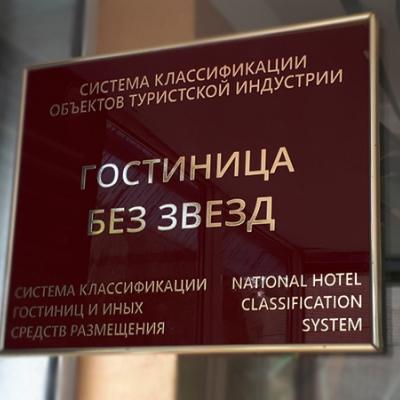 СИСТЕМА КЛАССИФИКАЦИИ
ОБЪЕКТОВ ТУРИСТСКОЙ ИНДУСТРИИ
ГОСТИНИЦА
БЕЗ ЗВЕЗД
СИСТЕМА КЛАССИФИКАЦИИ
ГОСТИНИЦ И ИНЫХ
СРЕДСТВ РАЗМЕЩЕНИЯ
NATIONAL HOTEL
CLASSIFICATION
SYSTEM